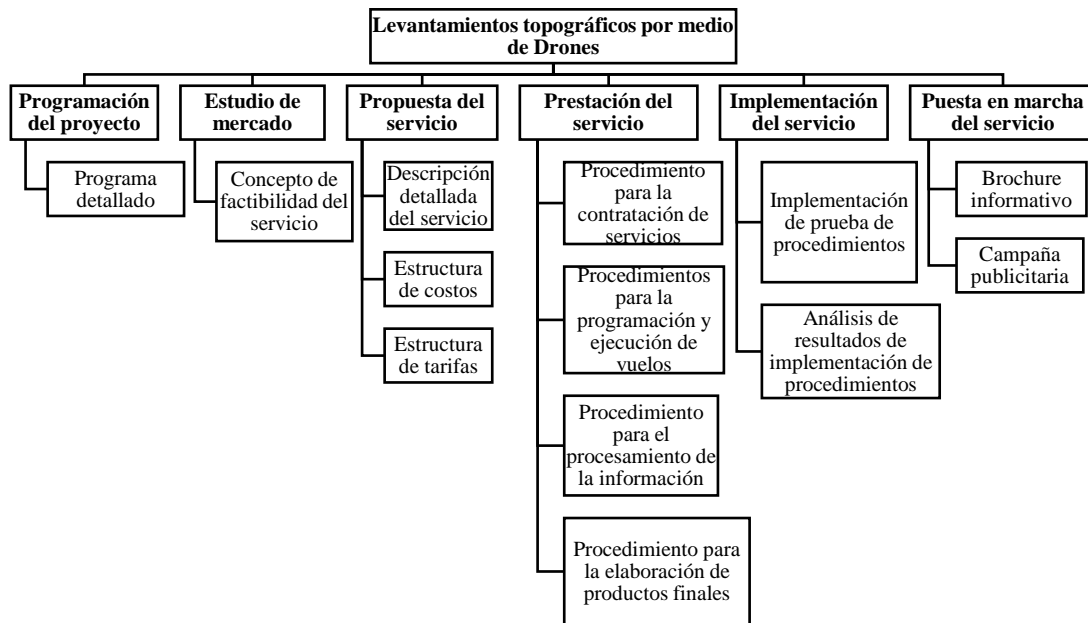 Levantamientos topográficos por medio
de Drones
Programación
del proyecto
Programa
detallado
Estudio de
mercado
Concepto de
factibilidad del
servicio
Propuesta del
servicio
Descripción
detallada
del servicio
Estructura
de costos
Estructura
de tarifas
Prestación del
servicio
Procedimiento
para la
contratación de
servicios
Procedimientos
para la
programación y
ejecución de
vuelos
Procedimiento
para el
procesamiento de
la información
Procedimiento para
la elaboración de
productos finales
Implementación
del servicio
Implementación
de prueba de
procedimientos
Análisis de
resultados de
implementación de
procedimientos
Puesta en marcha
del servicio
Brochure
informativo
Campaña
publicitaria